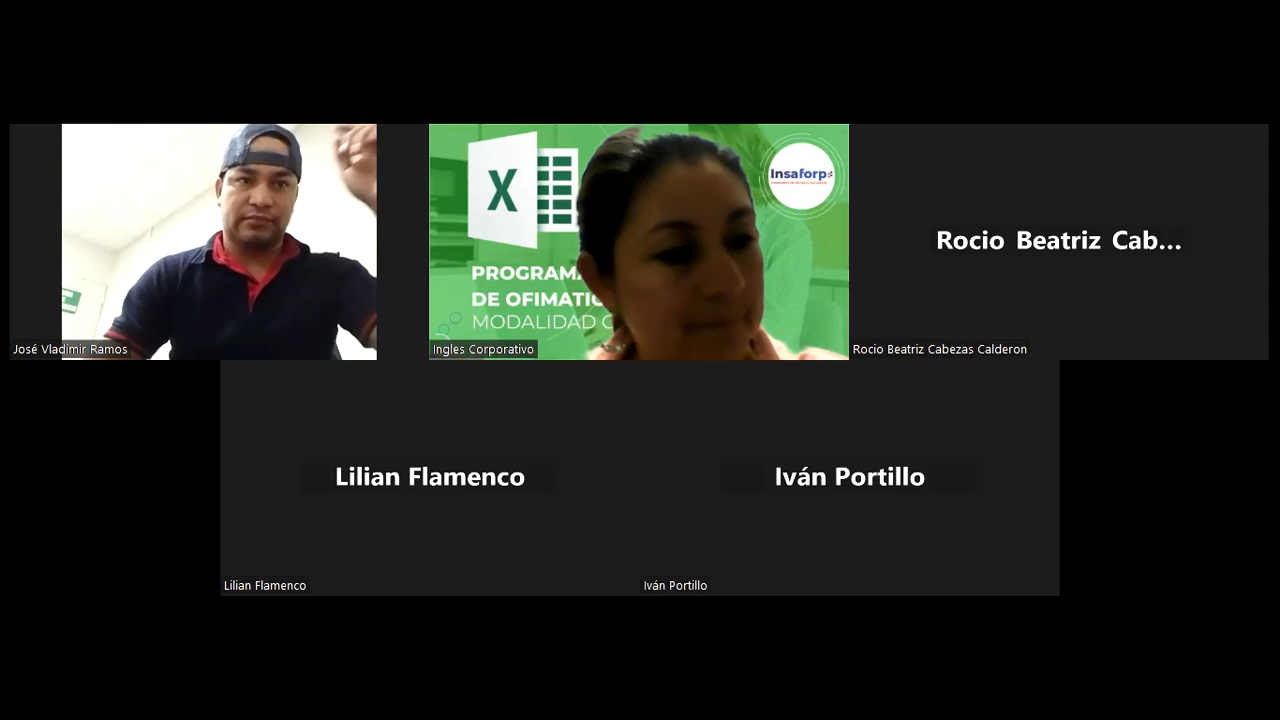 X
Insaforp
PROGRAMA
DE OFIMATIC
MODALIDAD
José Vladimir Ramos
Ingles Corporativo
Rocio Beatriz Cab...
Rocio Beatriz Cabezas Calderon
Lilian Flamenco
Iván Portillo
Lilian Flamenco
Iván Portillo